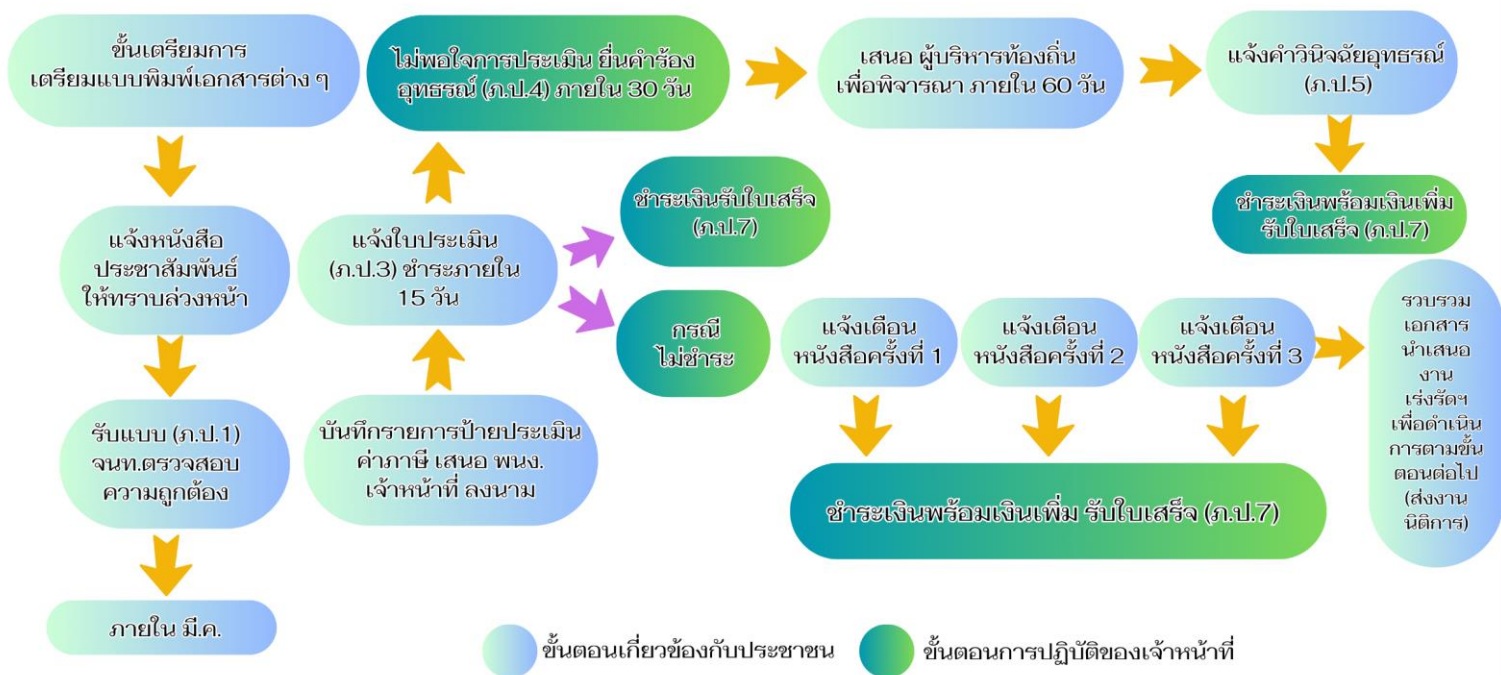 ขั้นเตรียมการ
เตรียมแบบพิมพ์เอกสารต่าง ๆ
แจ้งหนังสือ
ประชาสัมพันธ์
ให้ทราบล่วงหน้า
รับแบบ (ภ.ป.1)
จนท.ตรวจสอบ
ความถูกต้อง
ภายใน มี.ค.
บันทึกรายการป้ายประเมิน
ค่าภาษี เสนอ พนง.
เจ้าหน้าที่ ลงนาม
แจ้งใบประเมิน
(ภ.ป.3) ชำระภายใน
15 วัน
ไม่พอใจการประเมิน ยื่นคำร้อง
อุทธรณ์ (ภ.ป.4) ภายใน 30 วัน
เสนอ ผู้บริหารท้องถิ่น
เพื่อพิจารณา ภายใน 60 วัน
แจ้งคำวินิจฉัยอุทธรณ์
(ภ.ป.5)
ชำระเงินพร้อมเงินเพิ่ม
รับใบเสร็จ (ภ.ป.7)
ชำระเงินรับใบเสร็จ
(ภ.ป.7)
กรณี
ไม่ชำระ
แจ้งเตือน
หนังสือครั้งที่ 1
แจ้งเตือน
หนังสือครั้งที่ 2
แจ้งเตือน
หนังสือครั้งที่ 3
รวบรวม
เอกสาร
นำเสนอ
งาน
เร่งรัดฯ
เพื่อดำเนิน
การตามขั้น
ตอนต่อไป
(ส่งงาน
นิติการ)
ชำระเงินพร้อมเงินเพิ่ม รับใบเสร็จ (ภ.ป.7)
ขั้นตอนเกี่ยวข้องกับประชาชน
ขั้นตอนการปฏิบัติของเจ้าหน้าที่